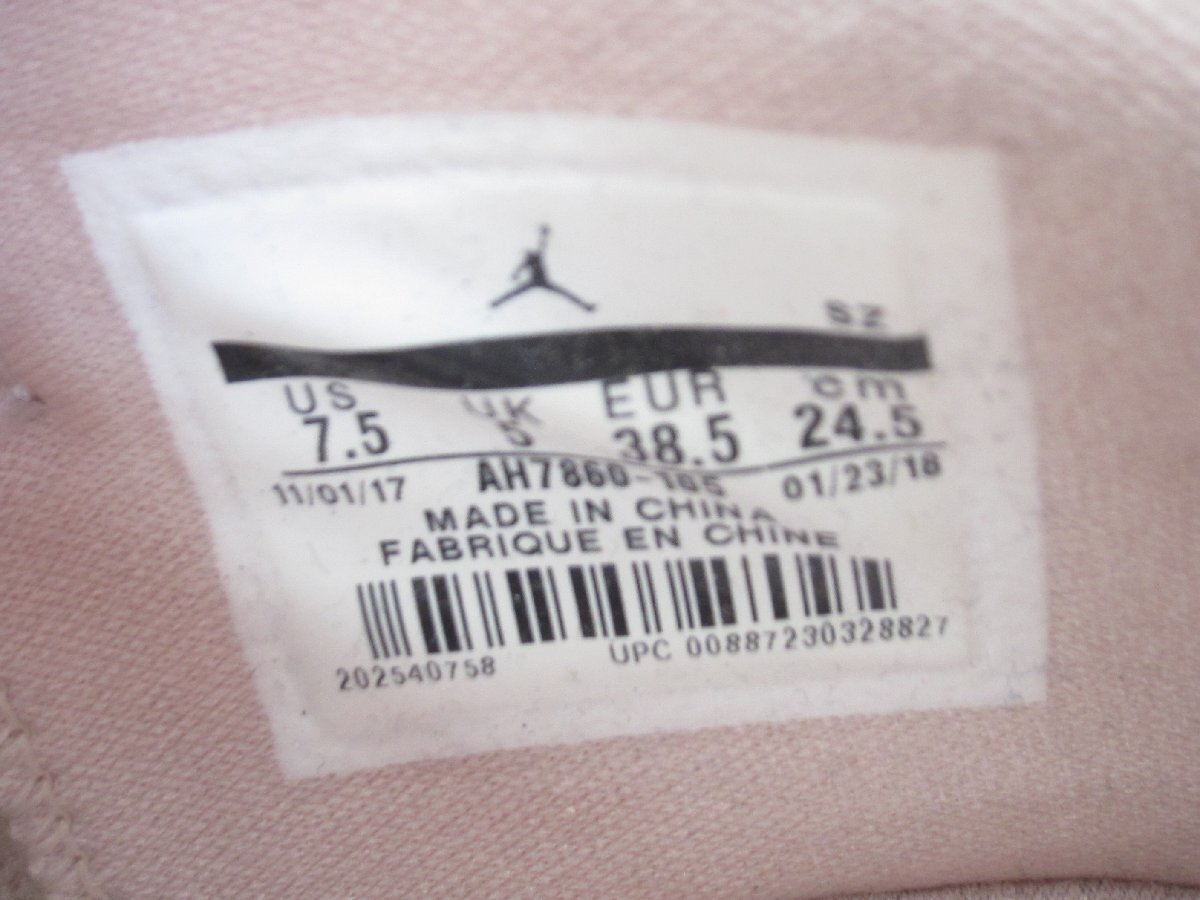 SZ
US UK EUR cm
7.5 5 38.5 24.5
11/01/17 AH7860-105 01/23/18
MADE IN CHINA
FABRIQUE EN CHINE
202540758 UPC 00887230328827